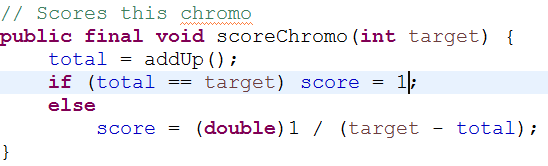 // Scores this chromo
public final void scoreChromo(int target) {
total = addUp();
if (total == target) score = 1;
else
score = (double)1 / (target - total);
}